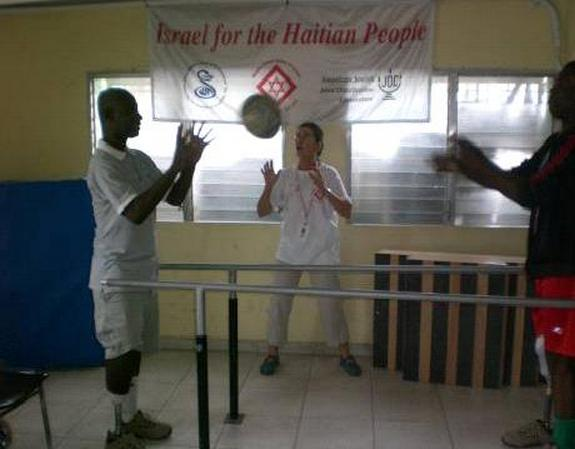 Israel for the Haitian People
American Jewish
Joint Distribution
Committee
JDC